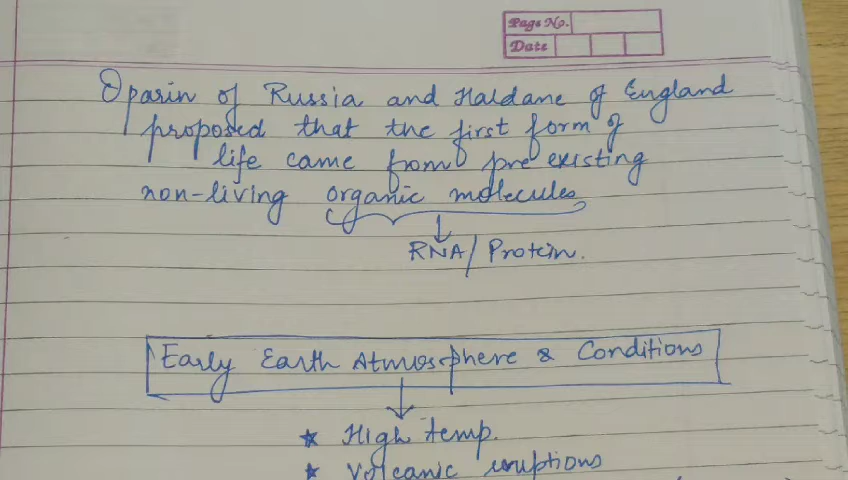 Page No.
Date
Oparin of Russia and Haldane of England
proposed that the first form of
life came from pre existing
non-living organic molecules
RNA/Protein.
Early Earth Atmosphere & Conditions
★ High temp.
★ Volcanic eruptions